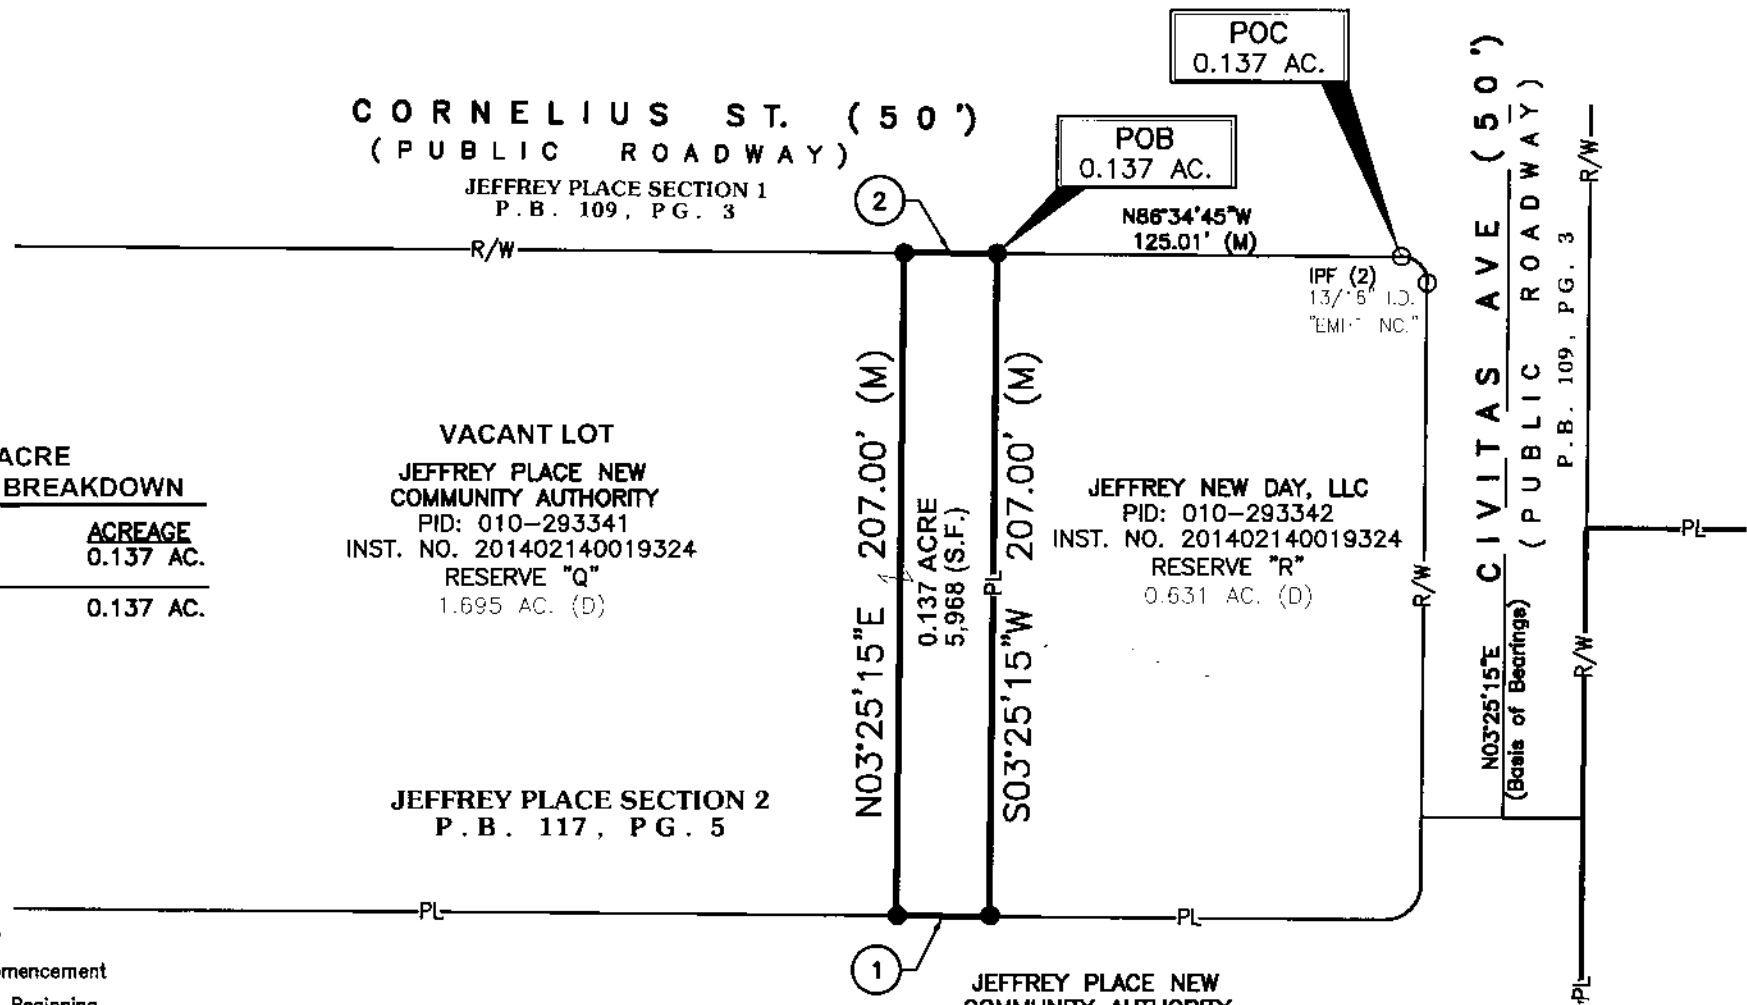 POC
0.137 AC.
CORNELIUS ST. (50')
(PUBLIC ROADWAY)
JEFFREY PLACE SECTION 1
P.B. 109, PG. 3
POB
0.137 AC.
2
N86°34'45"W
125.01' (M)
R/W
IPF (2)
I.D.
CIVITAS AVE (50')
(PUBLIC ROADWAY)
P.B. 109, PG. 3
R/W
VACANT LOT
JEFFREY PLACE NEW
COMMUNITY AUTHORITY
PID: 010-293341
INST. NO. 201402140019324
RESERVE "Q"
1.695 AC. (D)
ACRE
BREAKDOWN
ACREAGE
0.137 AC.
0.137 AC.
N03°25'15"E 207.00' (M)
0.137 ACRE
5,968 (S.F.)
PL
S03°25'15"W 207.00' (M)
JEFFREY NEW DAY, LLC
PID: 010-293342
INST. NO. 201402140019324
RESERVE "R"
0.631 AC. (D)
R/W
PL
R/W
N03°25'15"E
(Basis of Bearings)
JEFFREY PLACE SECTION 2
P.B. 117, PG. 5
PL
PL
1
PL
mencement
Beginning
JEFFREY PLACE NEW
COMMUNITY AUTHORITY